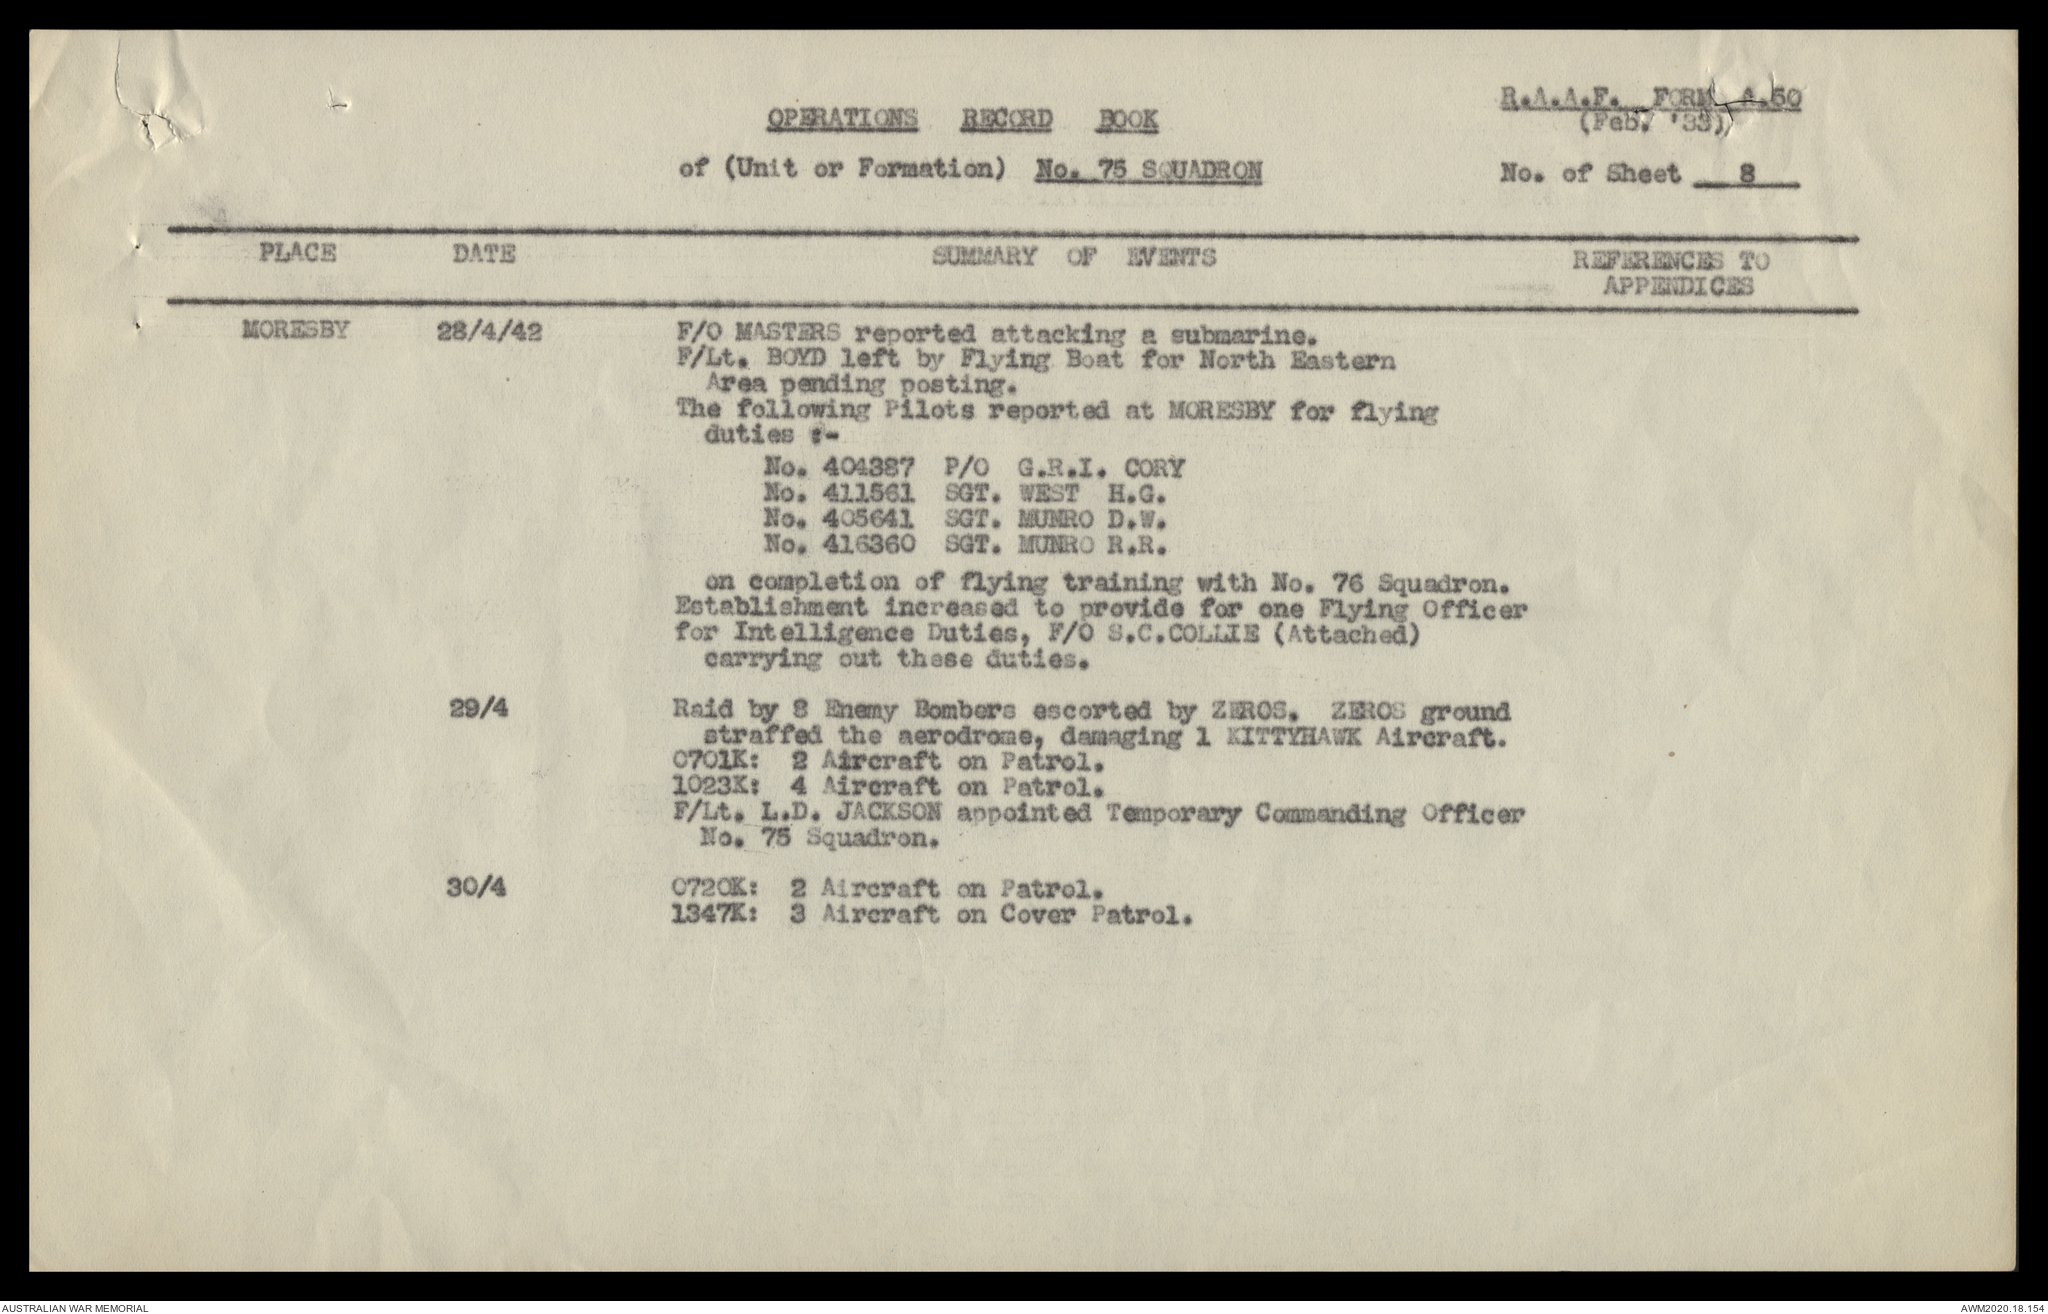 R.A.A.F. FORM A.50
(Feb. '33)
OPERATIONS RECORD BOOK
of (Unit or Formation) No. 75 SQUADRON
No. of Sheet 8
PLACE DATE SUMMARY OF EVENTS REFERENCES TO
APPENDICES
MORESBY 28/4/42 F/O MASTERS reported attacking a submarine.
F/Lt. BOYD left by Flying Boat for North Eastern
Area pending posting.
The following Pilots reported at MORESBY for flying
duties :-
No. 404387 P/O G.R.I. CORY
No. 411561 SGT. WEST H.G.
No. 405641 SGT. MUNRO D.W.
No. 416360 SGT. MUNRO R.R.
on completion of flying training with No. 76 Squadron.
Establishment increased to provide for one Flying Officer
for Intelligence Duties, F/O S.C.COLLIE (Attached)
carrying out these duties.
29/4 Raid by 8 Enemy Bombers escorted by ZEROS. ZEROS ground
straffed the aerodrome, damaging 1 KITTYHAWK Aircraft.
0701K: 2 Aircraft on Patrol.
1023K: 4 Aircraft on Patrol.
F/Lt. L.D. JACKSON appointed Temporary Commanding Officer
No. 75 Squadron.
30/4 0720K: 2 Aircraft on Patrol.
1347K: 3 Aircraft on Cover Patrol.
AUSTRALIAN WAR MEMORIAL AWM2020.18.154